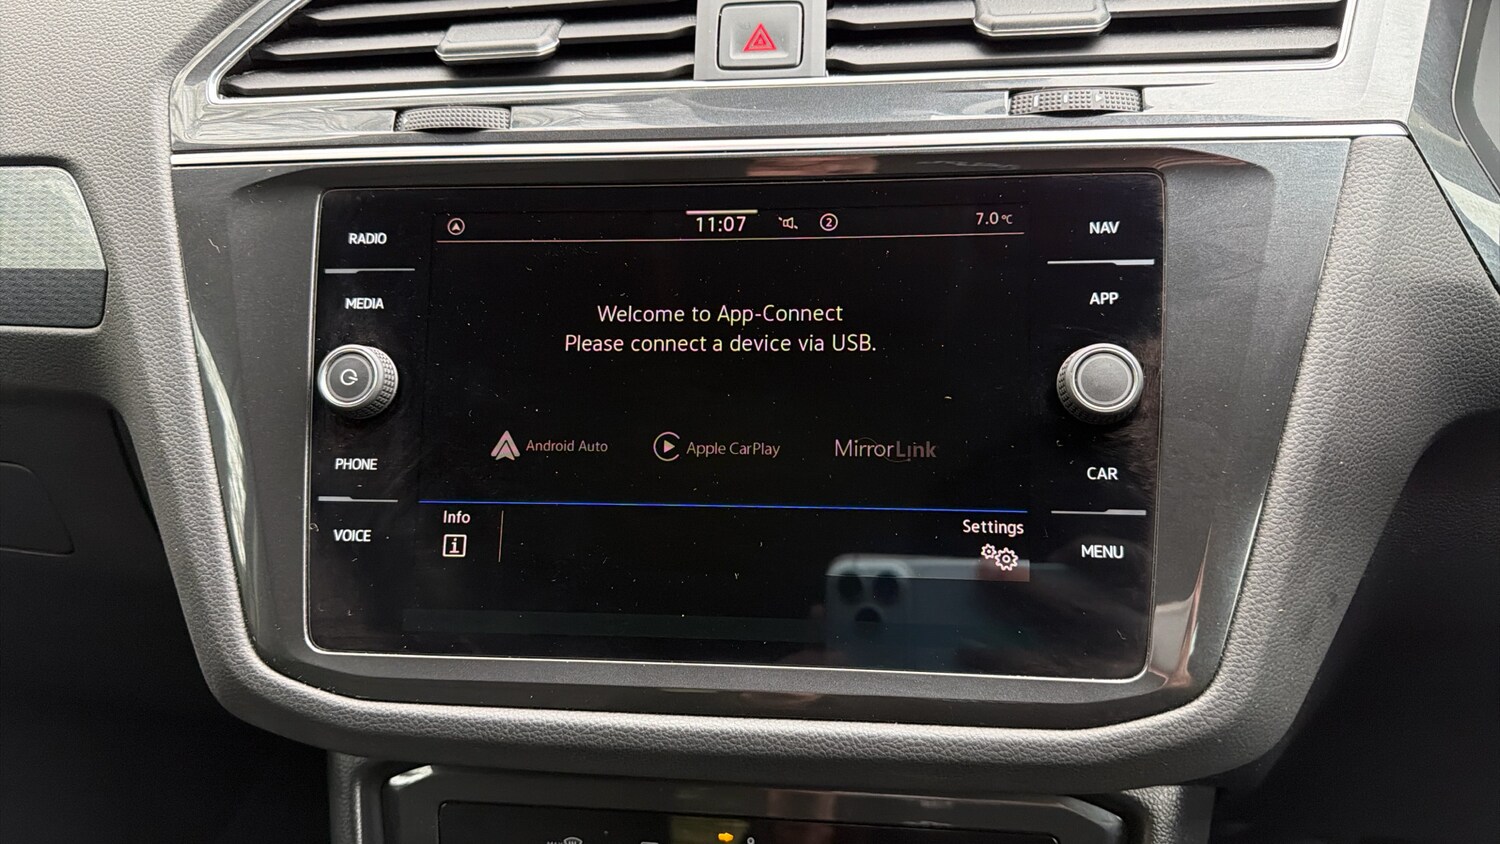 RADIO
MEDIA
PHONE
VOICE
11:07
2
7.0°C
Welcome to App-Connect
Please connect a device via USB.
Android Auto
Apple CarPlay
MirrorLink
Info
i
Settings
NAV
APP
CAR
MENU